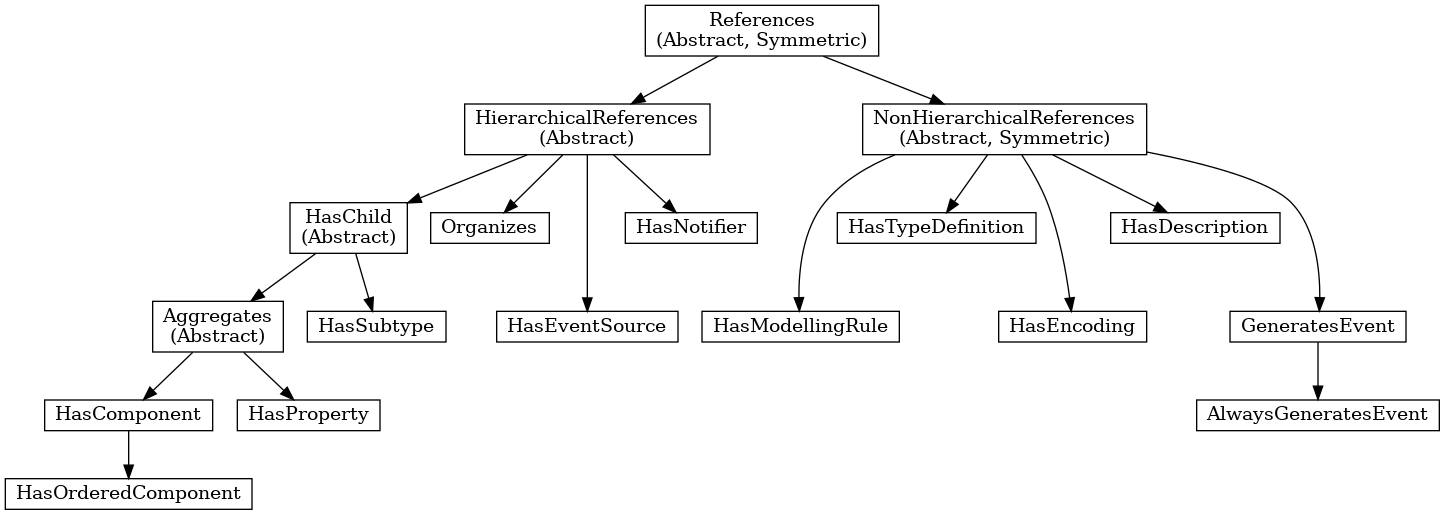 References
(Abstract, Symmetric)
HierarchicalReferences
(Abstract)
NonHierarchicalReferences
(Abstract, Symmetric)
HasChild
(Abstract)
Organizes
HasNotifier
HasTypeDefinition
HasDescription
Aggregates
(Abstract)
HasSubtype
HasEventSource
HasModellingRule
HasEncoding
GeneratesEvent
HasComponent
HasProperty
AlwaysGeneratesEvent
HasOrderedComponent